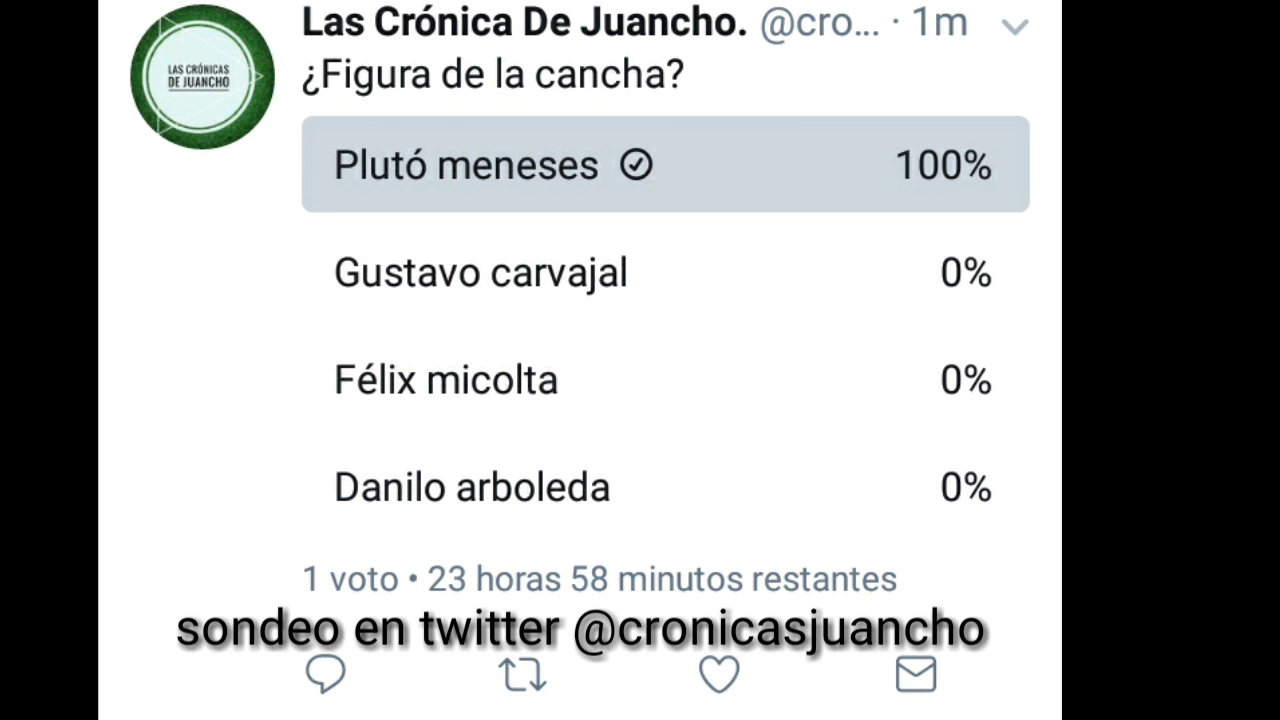 Las Crónica De Juancho. @cro... · 1m
LAS CRÓNICAS
DE JUANCHO
¿Figura de la cancha?
Plutó meneses 100%
Gustavo carvajal 0%
Félix micolta 0%
Danilo arboleda 0%
1 voto • 23 horas 58 minutos restantes
sondeo en twitter @cronicasjuancho